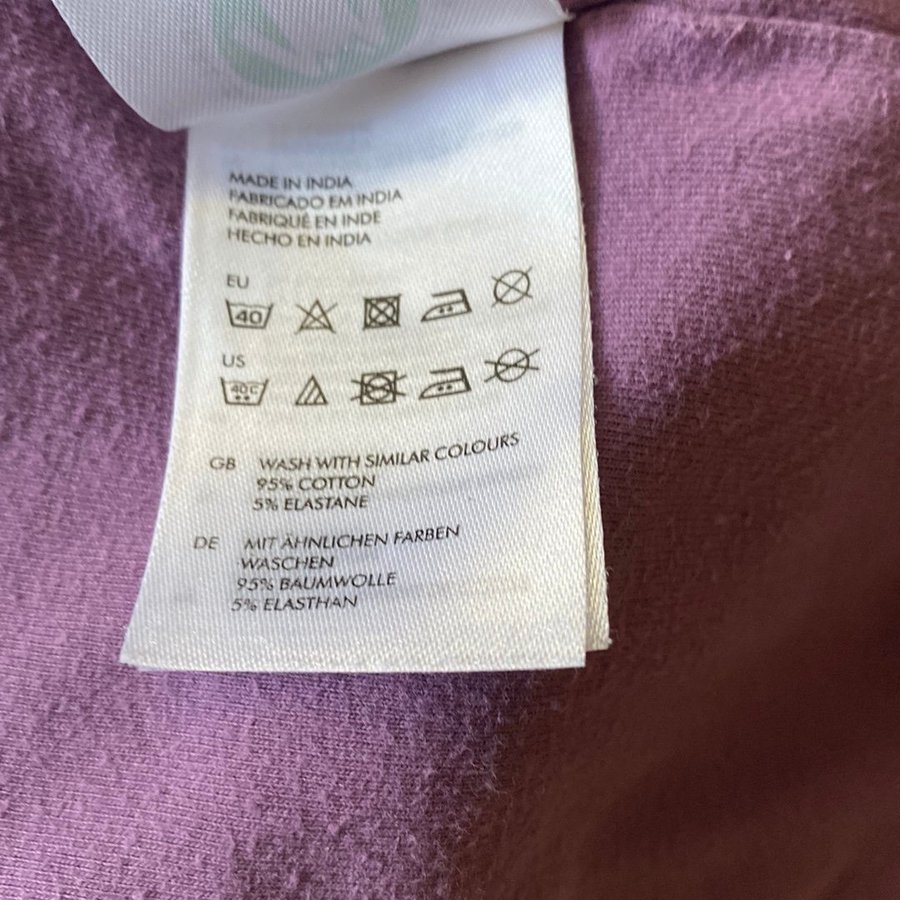 MADE IN INDIA
FABRICADO EM INDIA
FABRIQUÉ EN INDE
HECHO EN INDIA
EU
40
US
40C
GB WASH WITH SIMILAR COLOURS
95% COTTON
5% ELASTANE
DE MIT ÄHNLICHEN FARBEN
WASCHEN
95% BAUMWOLLE
5% ELASTHAN